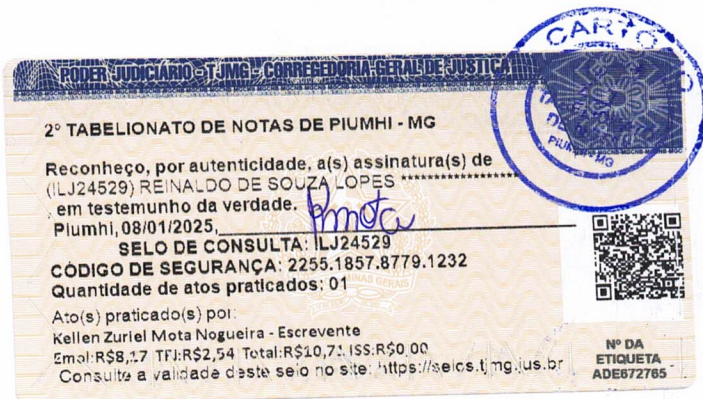 PODER JUDICIÁRIO - TJMG - CORREGEDORIA-GERAL DE JUSTIÇA
CARTÓRIO
PIUMHI - MG
2º TABELIONATO DE NOTAS DE PIUMHI - MG
Reconheço, por autenticidade, a(s) assinatura(s) de
(ILJ24529) REINALDO DE SOUZA LOPES ******************
, em testemunho da verdade.
Piumhi, 08/01/2025,
SELO DE CONSULTA: ILJ24529
CÓDIGO DE SEGURANÇA: 2255.1857.8779.1232
Quantidade de atos praticados: 01
MINAS GERAIS
Ato(s) praticado(s) por:
Kellen Zuriel Mota Nogueira - Escrevente
Emol:R$8,17 TFJ:R$2,54 Total:R$10,71 ISS:R$0,00
Consulte a validade deste selo no site: https://selos.tjmg.jus.br
Nº DA
ETIQUETA
ADE672765